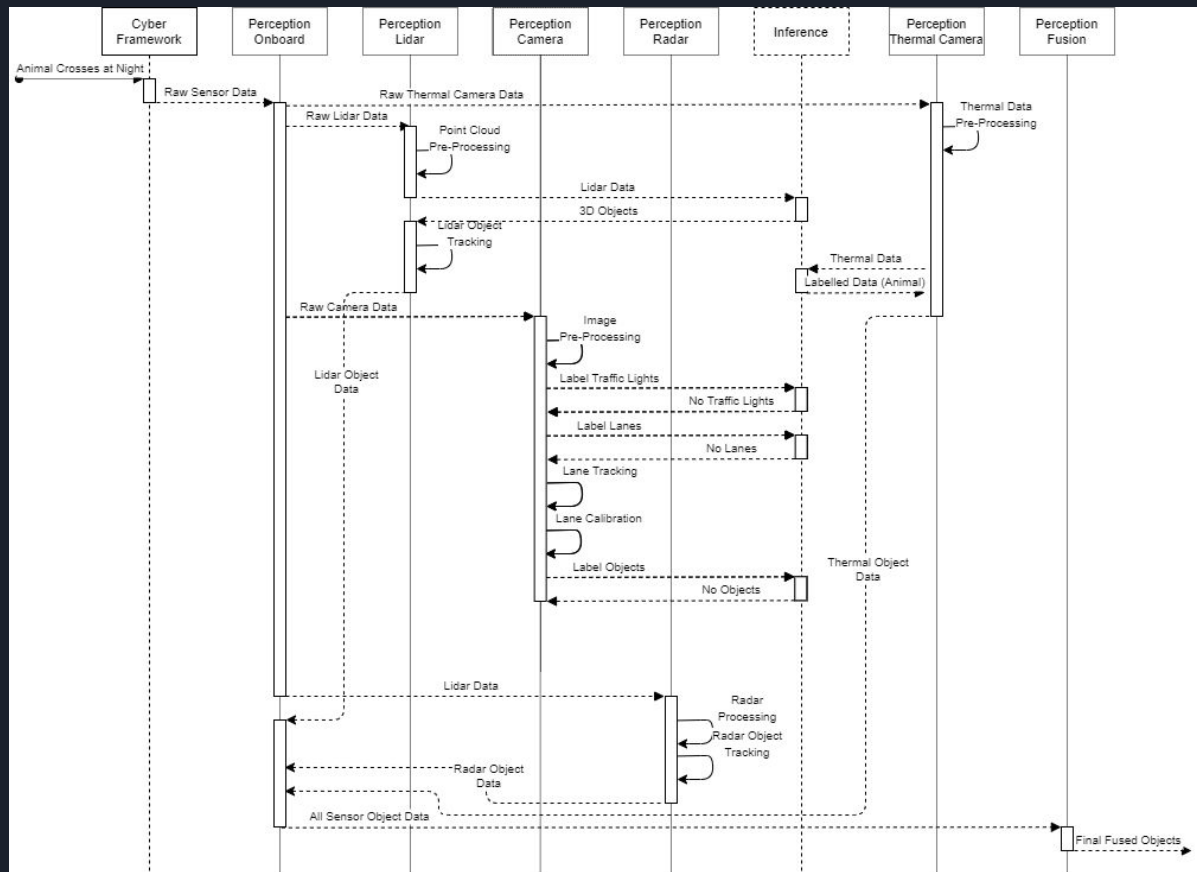 Cyber
Framework
Perception
Onboard
Perception
Lidar
Perception
Camera
Perception
Radar
Inference
Perception
Thermal Camera
Perception
Fusion
Animal Crosses at Night
Raw Sensor Data
Raw Thermal Camera Data
Thermal Data
Pre-Processing
Raw Lidar Data
Point Cloud
Pre-Processing
Lidar Data
3D Objects
Lidar Object
Tracking
Thermal Data
Labelled Data (Animal)
Raw Camera Data
Image
Pre-Processing
Lidar Object
Data
Label Traffic Lights
No Traffic Lights
Label Lanes
No Lanes
Lane Tracking
Lane Calibration
Label Objects
No Objects
Thermal Object
Data
Lidar Data
Radar
Processing
Radar Object
Tracking
Radar Object
Data
All Sensor Object Data
Final Fused Objects